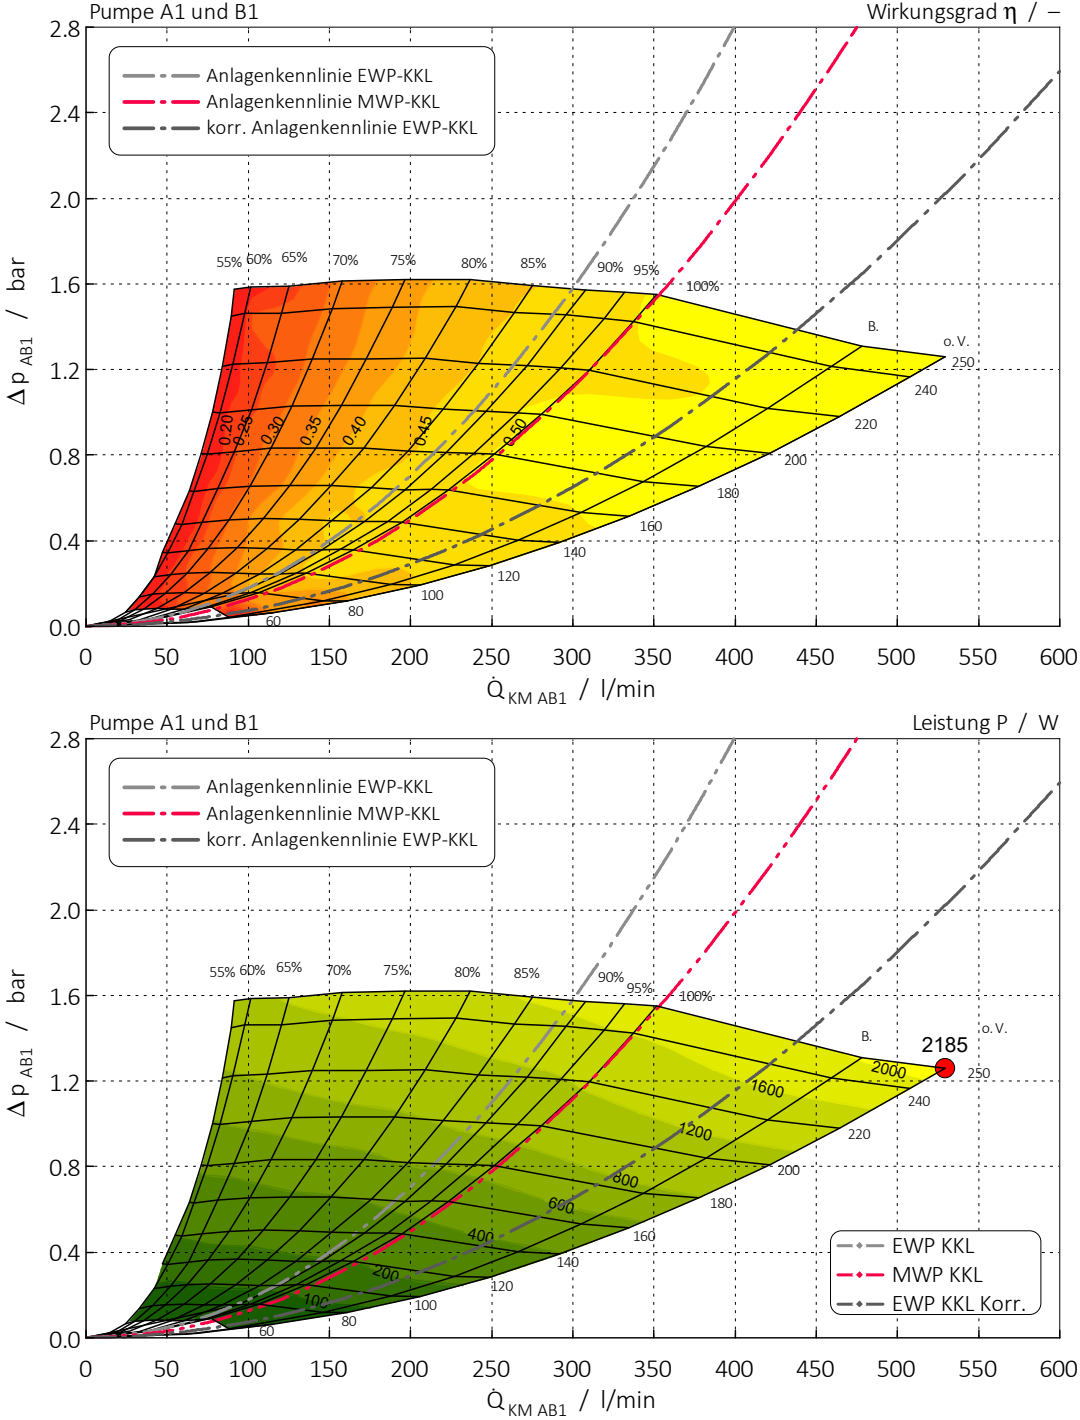 Pumpe A1 und B1 Wirkungsgrad η / –
2.8
Anlagenkennlinie EWP-KKL
Anlagenkennlinie MWP-KKL
korr. Anlagenkennlinie EWP-KKL
2.4
2.0
55% 60% 65% 70% 75% 80% 85% 90% 95% 100%
1.6
B. o. V.
250
1.2
240
220
0.20 0.25 0.30 0.35 0.40 0.45 0.50
0.8
200
180
160
0.4
140
120
100
80
60
0.0
Δp AB1 / bar
0 50 100 150 200 250 300 350 400 450 500 550 600
Q̇ KM AB1 / l/min
Pumpe A1 und B1 Leistung P / W
2.8
Anlagenkennlinie EWP-KKL
Anlagenkennlinie MWP-KKL
korr. Anlagenkennlinie EWP-KKL
2.4
2.0
55% 60% 65% 70% 75% 80% 85% 90% 95% 100%
1.6
B. 2185 o. V.
2000 250
1600 240
1.2
1200 220
0.8
800 200
600 180
400 160
0.4
200 140
100 120
100
80
60
0.0
EWP KKL
MWP KKL
EWP KKL Korr.
Δp AB1 / bar
0 50 100 150 200 250 300 350 400 450 500 550 600
Q̇ KM AB1 / l/min